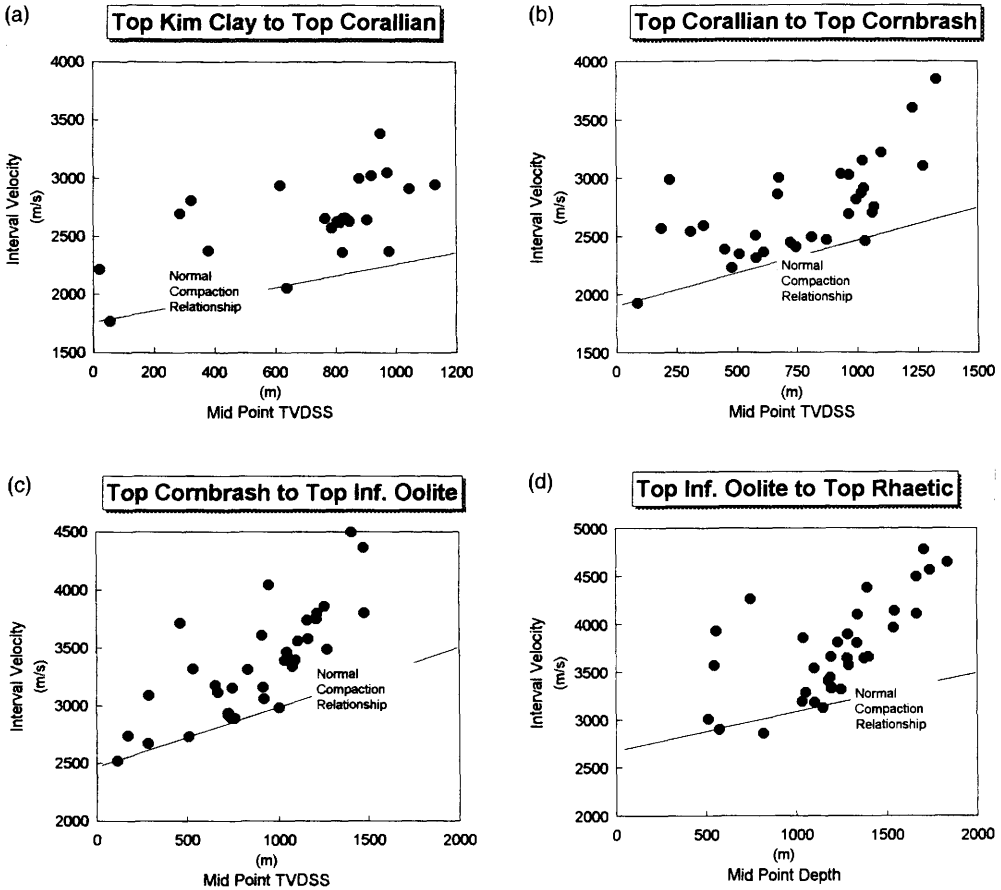 (a)
Top Kim Clay to Top Corallian
4000
3500
3000
2500
2000
1500
Interval Velocity
(m/s)
Normal
Compaction
Relationship
0 200 400 600 800 1000 1200
(m)
Mid Point TVDSS
(b)
Top Corallian to Top Cornbrash
4000
3500
3000
2500
2000
1500
Interval Velocity
(m/s)
Normal
Compaction
Relationship
0 250 500 750 1000 1250 1500
(m)
Mid Point TVDSS
(c)
Top Cornbrash to Top Inf. Oolite
4500
4000
3500
3000
2500
2000
Interval Velocity
(m/s)
Normal
Compaction
Relationship
0 500 1000 1500 2000
(m)
Mid Point TVDSS
(d)
Top Inf. Oolite to Top Rhaetic
5000
4500
4000
3500
3000
2500
2000
Interval Velocity
(m/s)
Normal
Compaction
Relationship
0 500 1000 1500 2000
(m)
Mid Point Depth